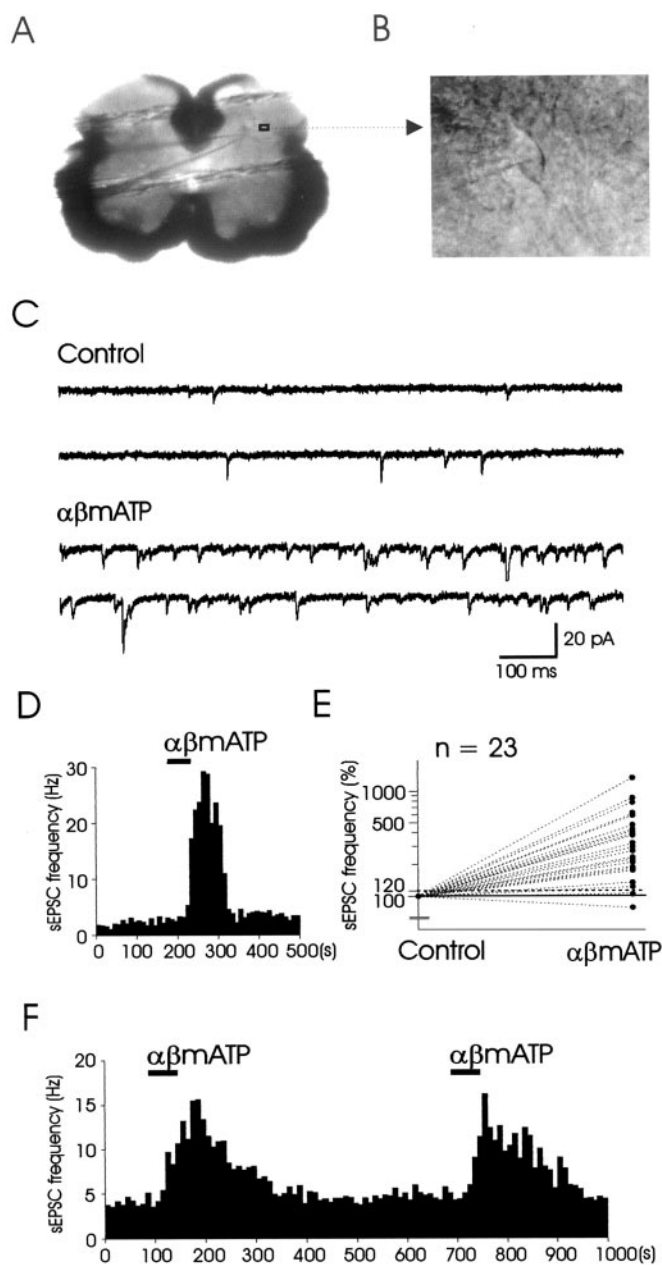 A
B
C
Control
αβmATP
20 pA
100 ms
D
αβmATP
sEPSC frequency (Hz)
30
20
10
0
0 100 200 300 400 500(s)
E
n = 23
sEPSC frequency (%)
1000
500
120
100
Control
αβmATP
F
αβmATP
αβmATP
sEPSC frequency (Hz)
20
15
10
5
0
0 100 200 300 400 500 600 700 800 900 1000(s)